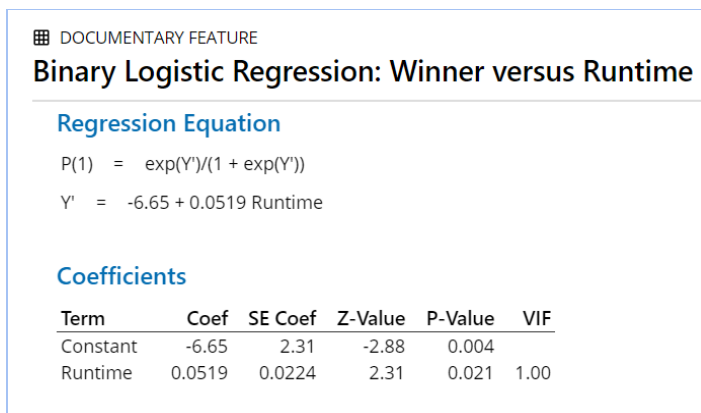 DOCUMENTARY FEATURE
Binary Logistic Regression: Winner versus Runtime
Regression Equation
P(1) = exp(Y')/(1 + exp(Y'))
Y' = -6.65 + 0.0519 Runtime
Coefficients
Term Coef SE Coef Z-Value P-Value VIF
Constant -6.65 2.31 -2.88 0.004
Runtime 0.0519 0.0224 2.31 0.021 1.00